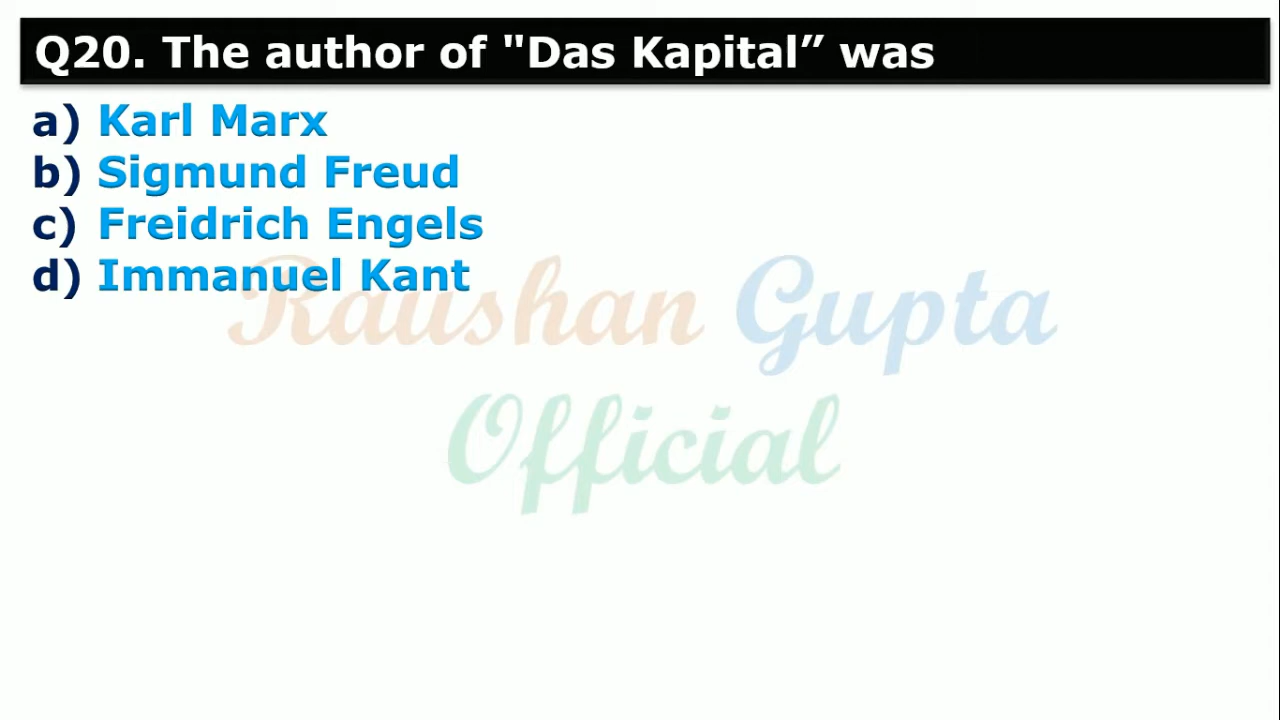 Q20. The author of "Das Kapital” was
a) Karl Marx
b) Sigmund Freud
c) Freidrich Engels
d) Immanuel Kant
Raushan Gupta
Official